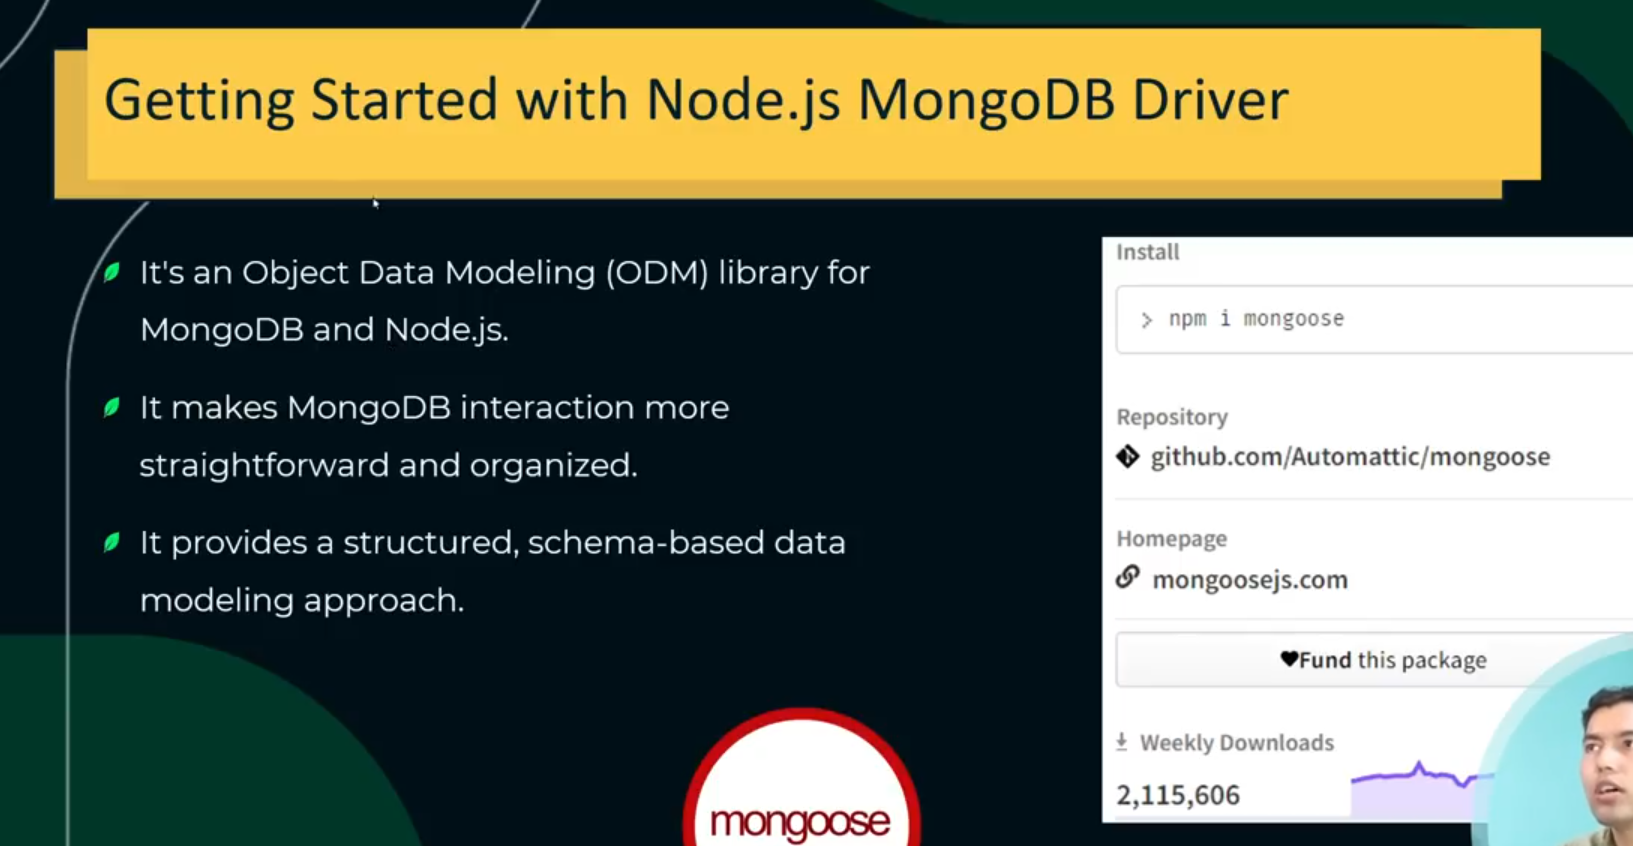 Getting Started with Node.js MongoDB Driver
It's an Object Data Modeling (ODM) library for
MongoDB and Node.js.
It makes MongoDB interaction more
straightforward and organized.
It provides a structured, schema-based data
modeling approach.
mongoose
Install
> npm i mongoose
Repository
github.com/Automattic/mongoose
Homepage
mongoosejs.com
Fund this package
Weekly Downloads
2,115,606